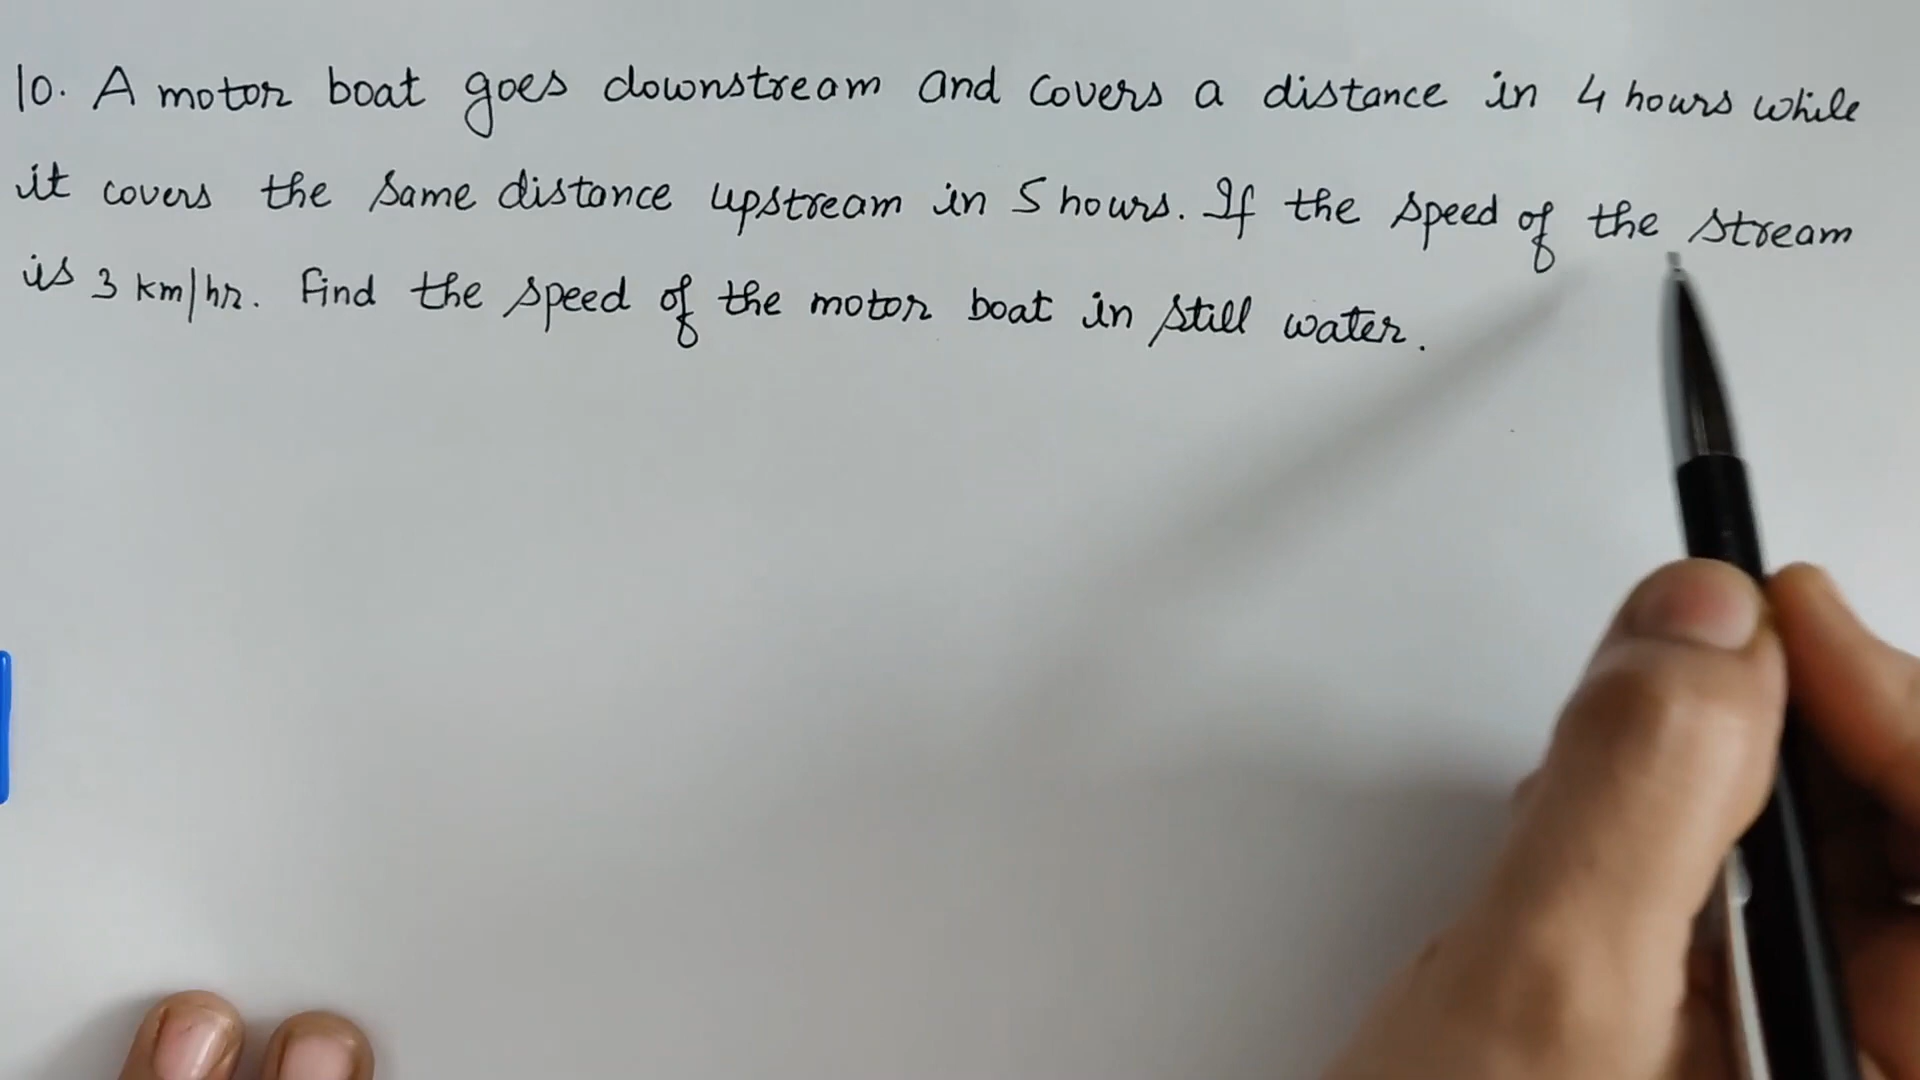 10. A motor boat goes downstream and covers a distance in 4 hours while
it covers the same distance upstream in 5 hours. If the speed of the stream
is 3 km/hr. Find the speed of the motor boat in still water.